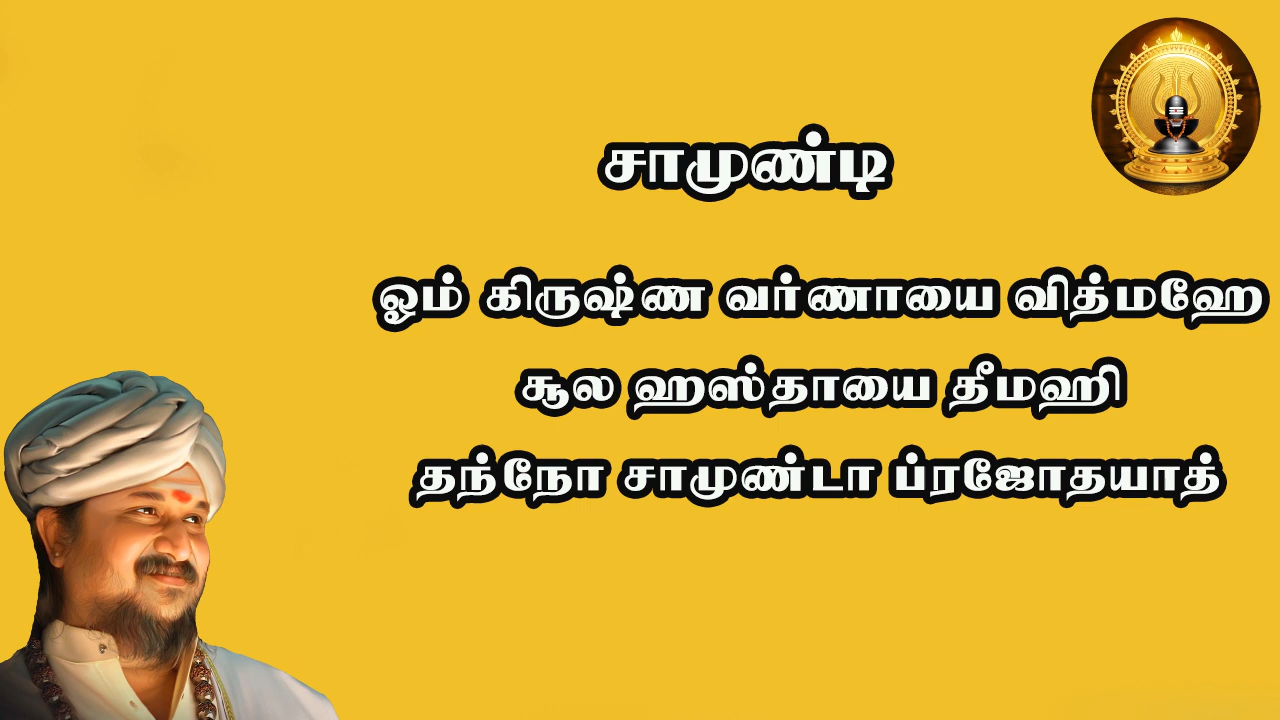 சாமுண்டி
ஓம் கிருஷ்ண வர்ணாயை வித்மஹே
சூல ஹஸ்தாயை தீமஹி
தந்நோ சாமுண்டா ப்ரஜோதயாத்